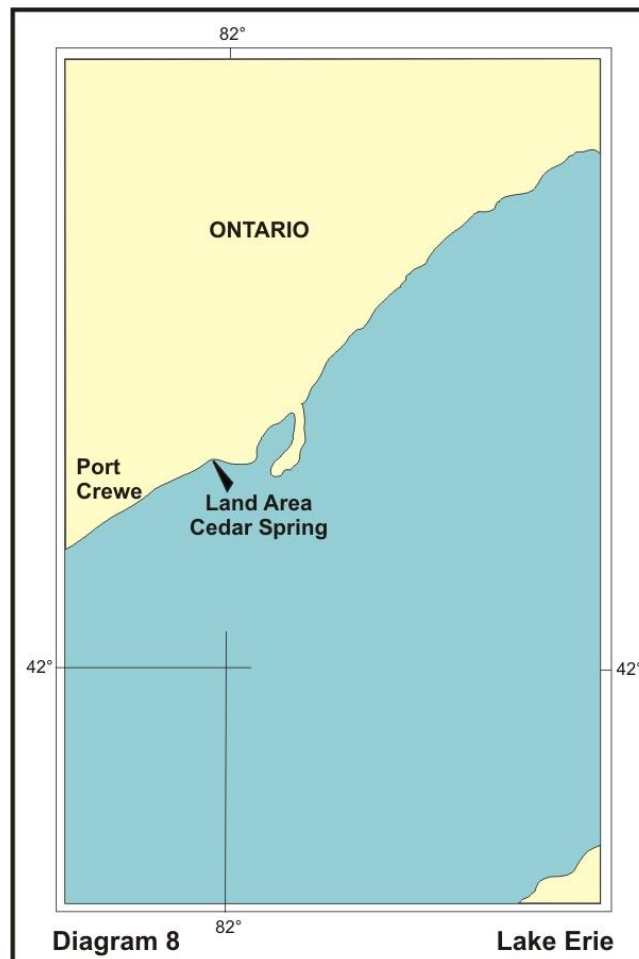 82°
ONTARIO
Port
Crewe
Land Area
Cedar Spring
42°
42°
82°
Diagram 8
Lake Erie